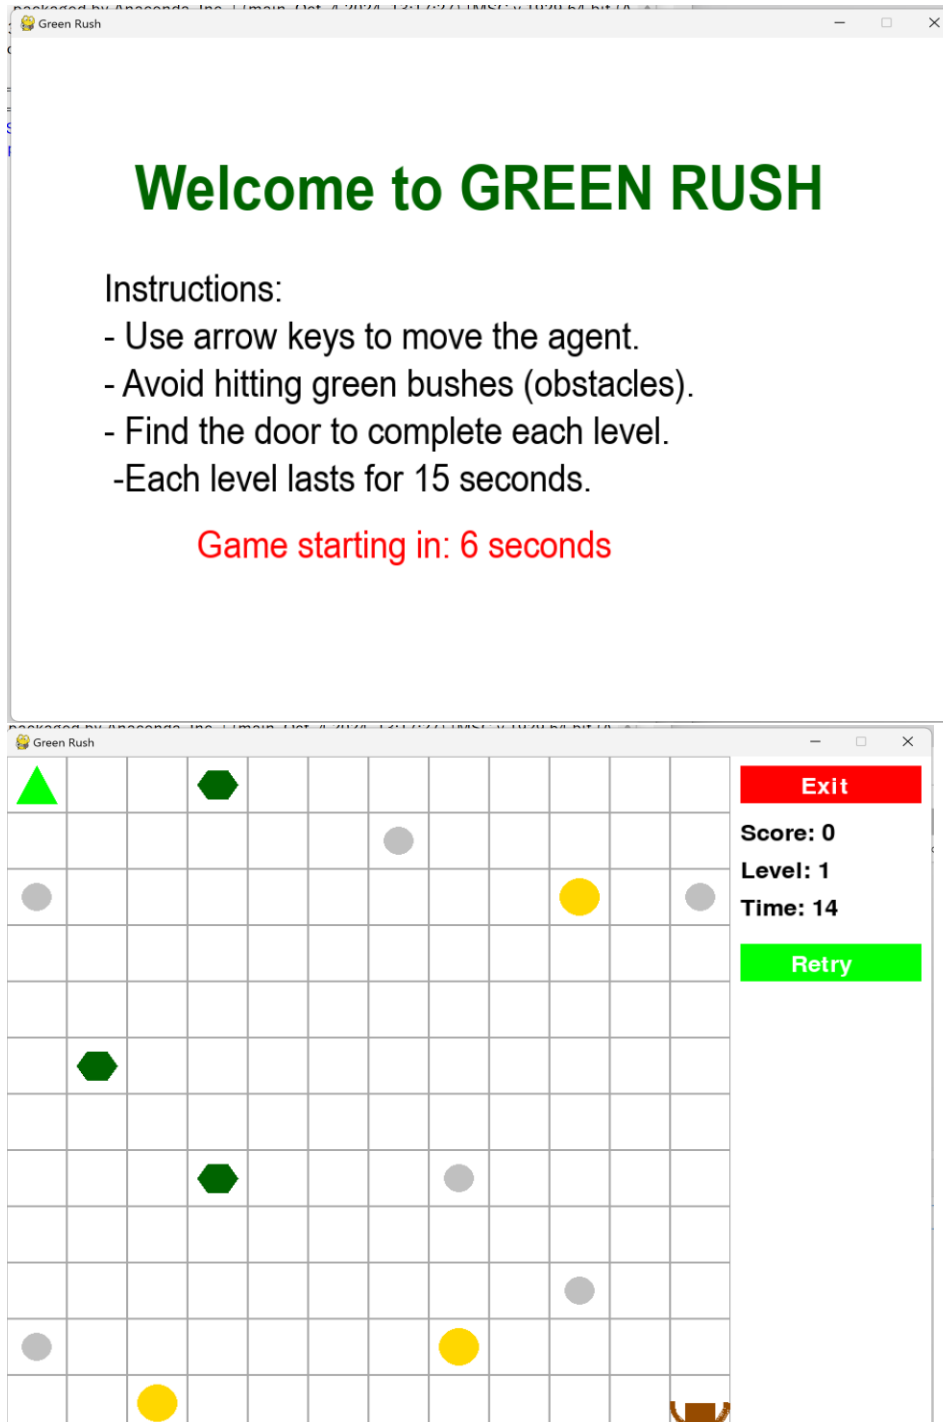 Green Rush
Welcome to GREEN RUSH
Instructions:
- Use arrow keys to move the agent.
- Avoid hitting green bushes (obstacles).
- Find the door to complete each level.
-Each level lasts for 15 seconds.
Game starting in: 6 seconds
Green Rush
Exit
Score: 0
Level: 1
Time: 14
Retry